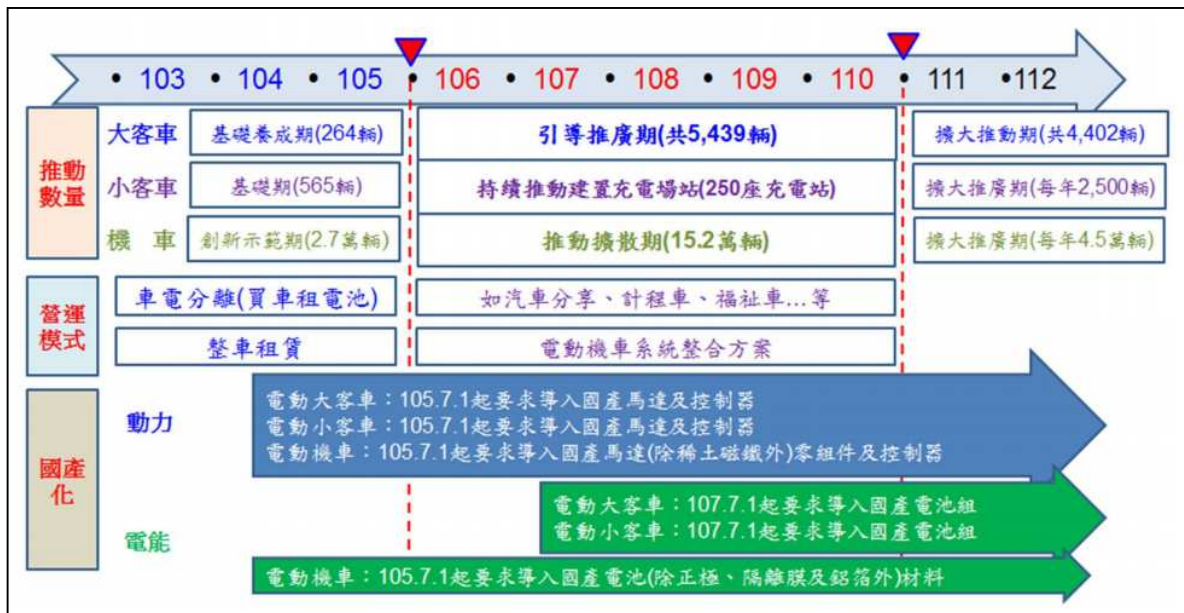 • 103 • 104 • 105 • 106 • 107 • 108 • 109 • 110 • 111 •112
推動
數量
大客車
基礎養成期(264輛)
引導推廣期(共5,439輛)
擴大推動期(共4,402輛)
小客車
基礎期(565輛)
持續推動建置充電場站(250座充電站)
擴大推廣期(每年2,500輛)
機 車
創新示範期(2.7萬輛)
推動擴散期(15.2萬輛)
擴大推廣期(每年4.5萬輛)
營運
模式
車電分離(買車租電池)
如汽車分享、計程車、福祉車…等
整車租賃
電動機車系統整合方案
國產
化
動力
電動大客車：105.7.1起要求導入國產馬達及控制器
電動小客車：105.7.1起要求導入國產馬達及控制器
電動機車：105.7.1起要求導入國產馬達(除稀土磁鐵外)零組件及控制器
電能
電動大客車：107.7.1起要求導入國產電池組
電動小客車：107.7.1起要求導入國產電池組
電動機車：105.7.1起要求導入國產電池(除正極、隔離膜及鋁箔外)材料